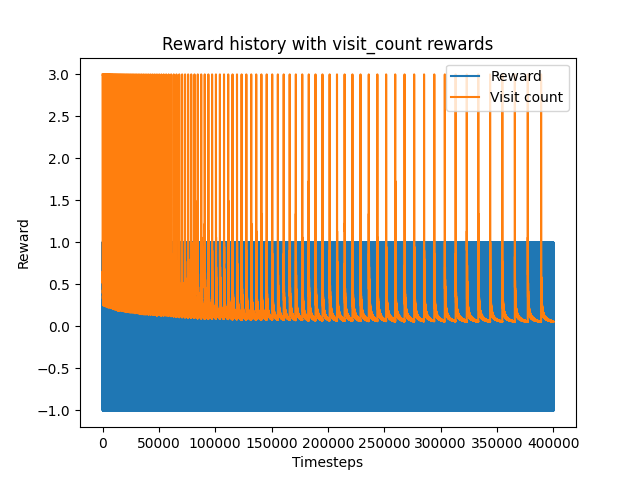 Reward history with visit_count rewards
Reward
Visit count
3.0
2.5
2.0
1.5
1.0
0.5
0.0
−0.5
−1.0
Reward
0 50000 100000 150000 200000 250000 300000 350000 400000
Timesteps